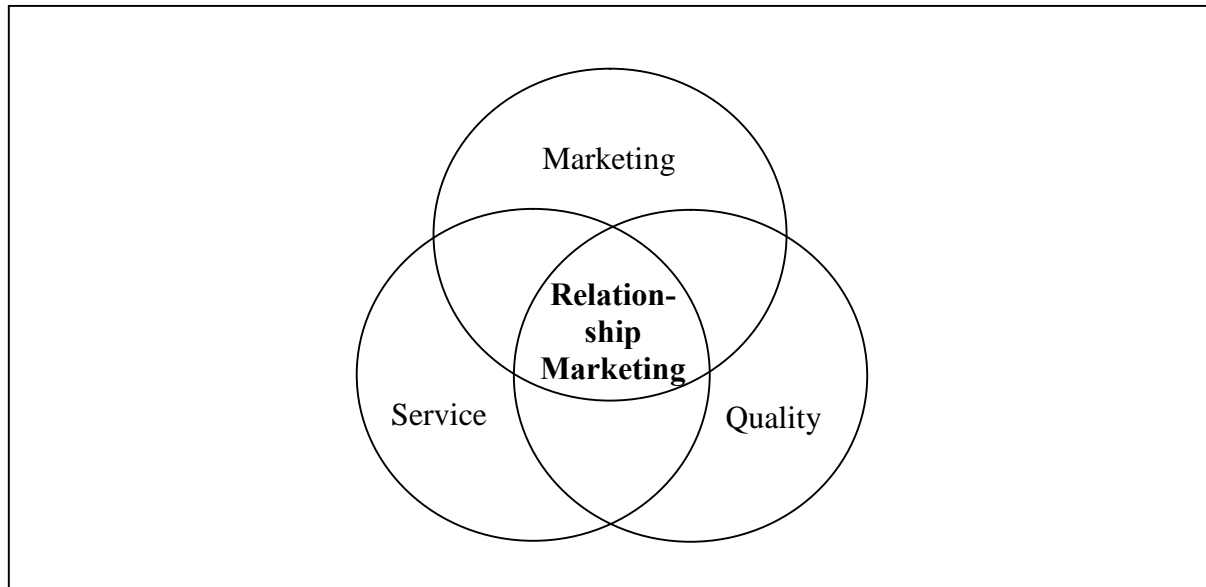 Marketing
Relation-
ship
Marketing
Service
Quality